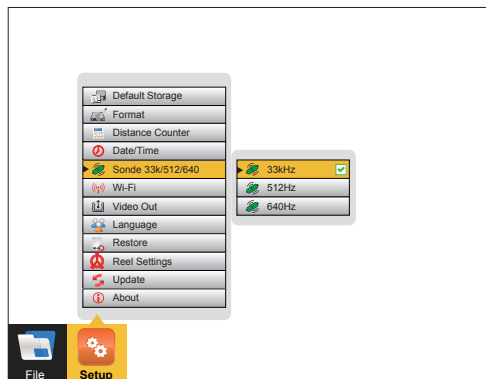 Default Storage
Format
Distance Counter
Date/Time
Sonde 33k/512/640
Wi-Fi
Video Out
Language
Restore
Reel Settings
Update
About
33kHz
512Hz
640Hz
File
Setup